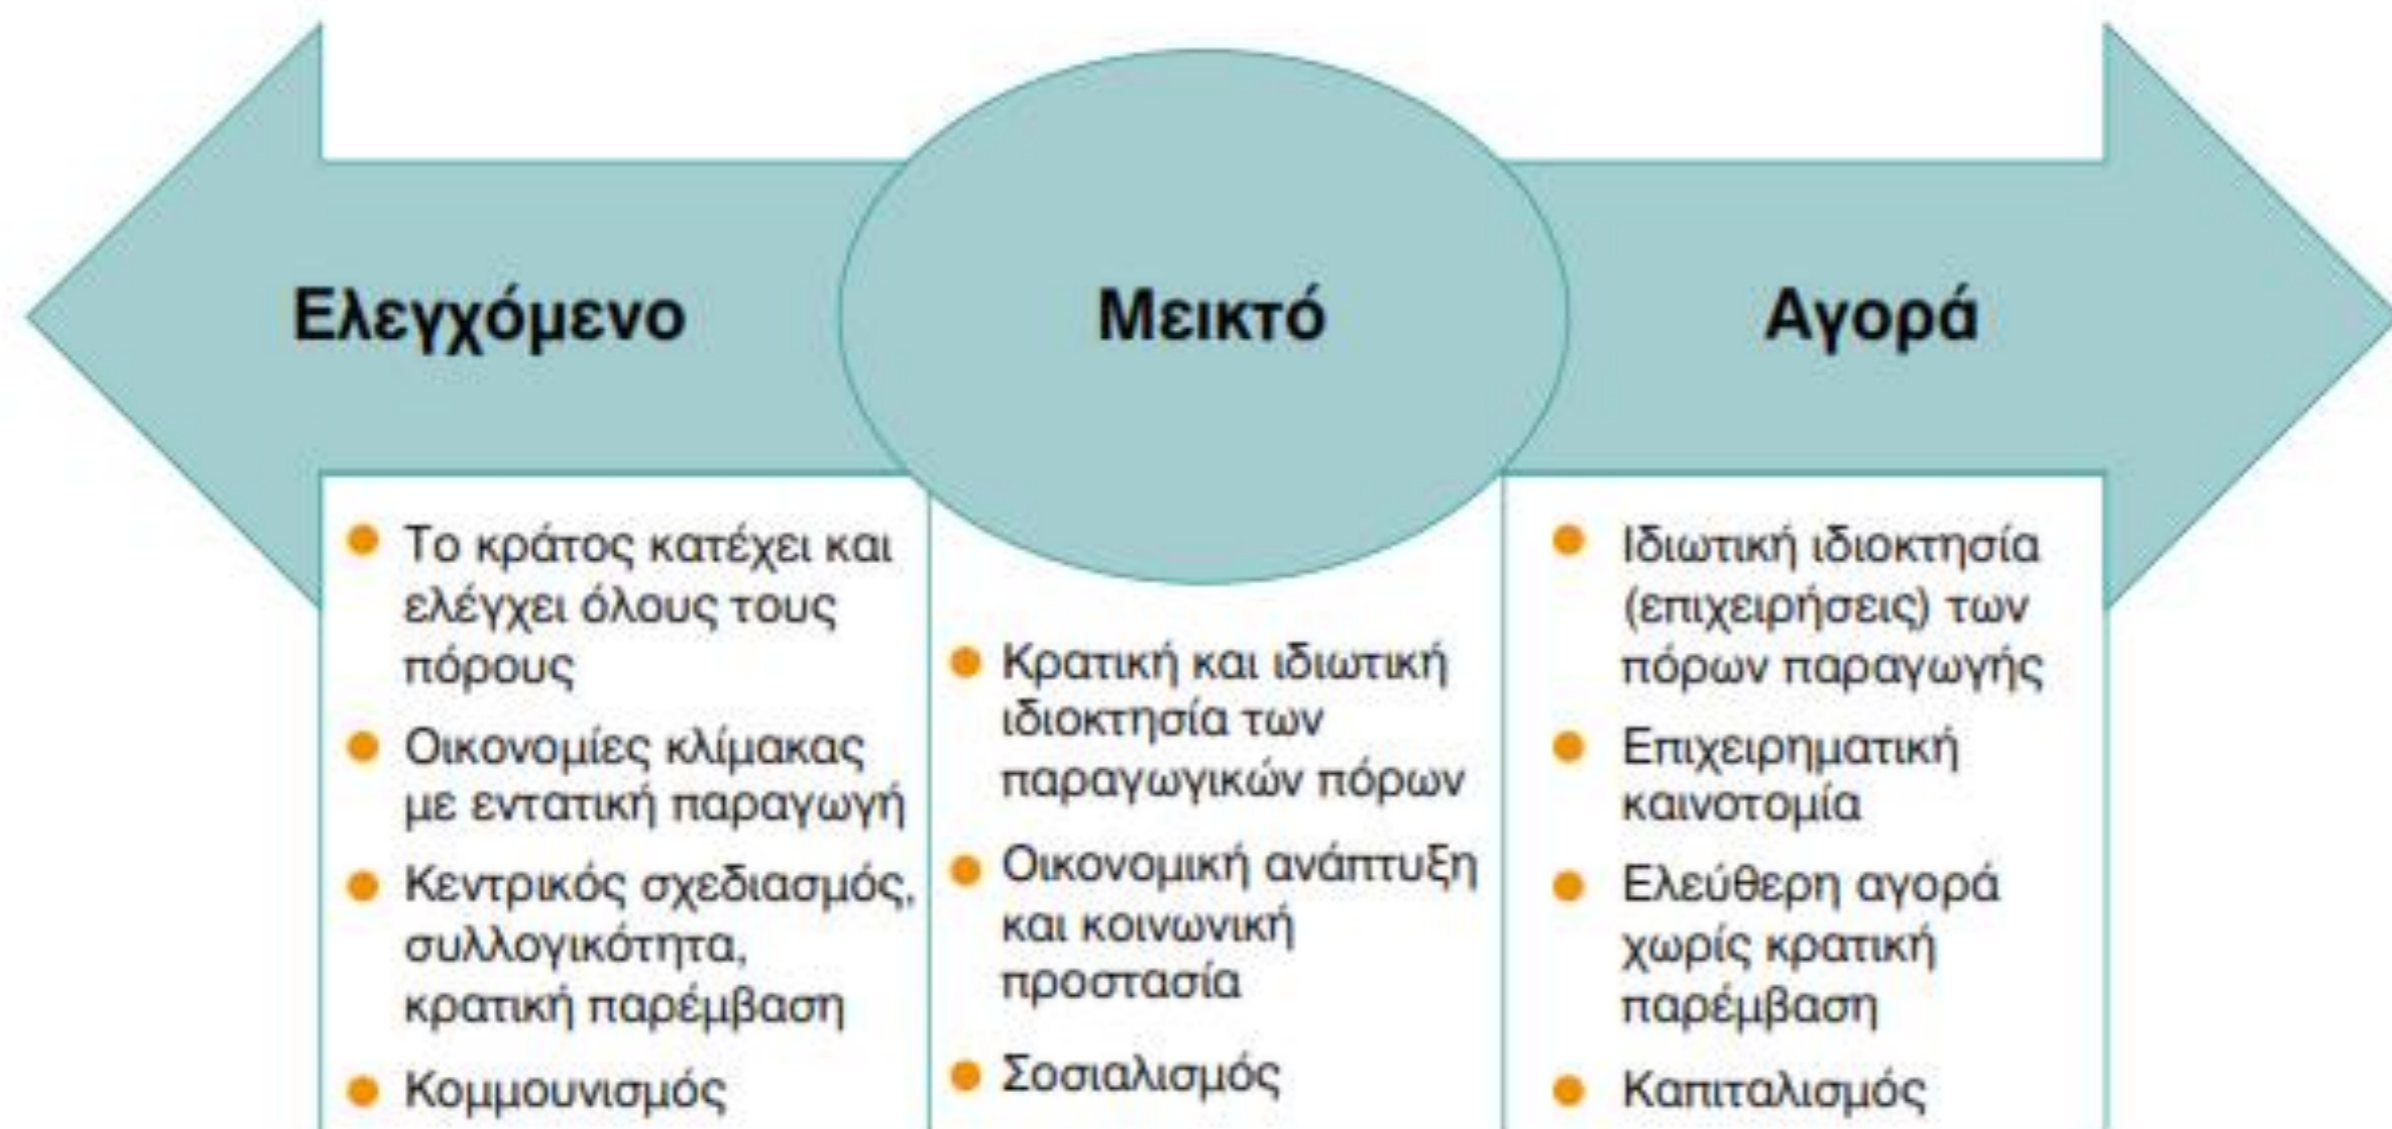 Ελεγχόμενο
Μεικτό
Αγορά
Το κράτος κατέχει και
ελέγχει όλους τους
πόρους
Οικονομίες κλίμακας
με εντατική παραγωγή
Κεντρικός σχεδιασμός,
συλλογικότητα,
κρατική παρέμβαση
Κομμουνισμός
Κρατική και ιδιωτική
ιδιοκτησία των
παραγωγικών πόρων
Οικονομική ανάπτυξη
και κοινωνική
προστασία
Σοσιαλισμός
Ιδιωτική ιδιοκτησία
(επιχειρήσεις) των
πόρων παραγωγής
Επιχειρηματική
καινοτομία
Ελεύθερη αγορά
χωρίς κρατική
παρέμβαση
Καπιταλισμός